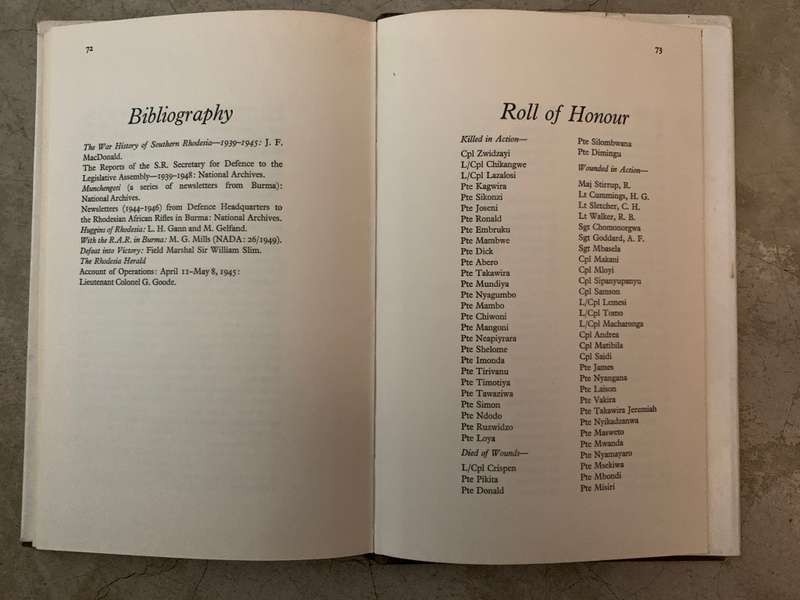 72
Bibliography
The War History of Southern Rhodesia—1939-1945: J. F.
MacDonald.
The Reports of the S.R. Secretary for Defence to the
Legislative Assembly—1939-1948: National Archives.
Munchengeti (a series of newsletters from Burma):
National Archives.
Newsletters (1944-1946) from Defence Headquarters to
the Rhodesian African Rifles in Burma: National Archives.
Huggins of Rhodesia: L. H. Gann and M. Gelfand.
With the R.A.R. in Burma: M. G. Mills (NADA: 26/1949).
Defeat into Victory: Field Marshal Sir William Slim.
The Rhodesia Herald
Account of Operations: April 11-May 8, 1945:
Lieutenant Colonel G. Goode.
73
Roll of Honour
Killed in Action—
Cpl Zwidzayi
L/Cpl Chikangwe
L/Cpl Lazalosi
Pte Kagwira
Pte Sikonzi
Pte Joseni
Pte Ronald
Pte Embruku
Pte Mambwe
Pte Dick
Pte Abero
Pte Takawira
Pte Mundiya
Pte Nyagumbo
Pte Mambo
Pte Chiwoni
Pte Mangoni
Pte Neapiyrara
Pte Shelome
Pte Imonda
Pte Tirivanu
Pte Timotiya
Pte Tawaziwa
Pte Simon
Pte Ndodo
Pte Ruzwidzo
Pte Loya
Died of Wounds—
L/Cpl Crispen
Pte Pikita
Pte Donald
Pte Silombwana
Pte Dimingu
Wounded in Action—
Maj Stirrup, R.
Lt Cummings, H. G.
Lt Sletcher, C. H.
Lt Walker, R. B.
Sgt Chomonorgwa
Sgt Goddard, A. F.
Sgt Mbasela
Cpl Makani
Cpl Mloyi
Cpl Sipanyupanyu
Cpl Samson
L/Cpl Lemesi
L/Cpl Tomo
L/Cpl Macharonga
Cpl Andrea
Cpl Matibila
Cpl Saidi
Pte James
Pte Nyangana
Pte Laison
Pte Vakira
Pte Takawira Jeremiah
Pte Nyikadzanwa
Pte Masweto
Pte Mwanda
Pte Nyamayaro
Pte Msekiwa
Pte Mbondi
Pte Misiri